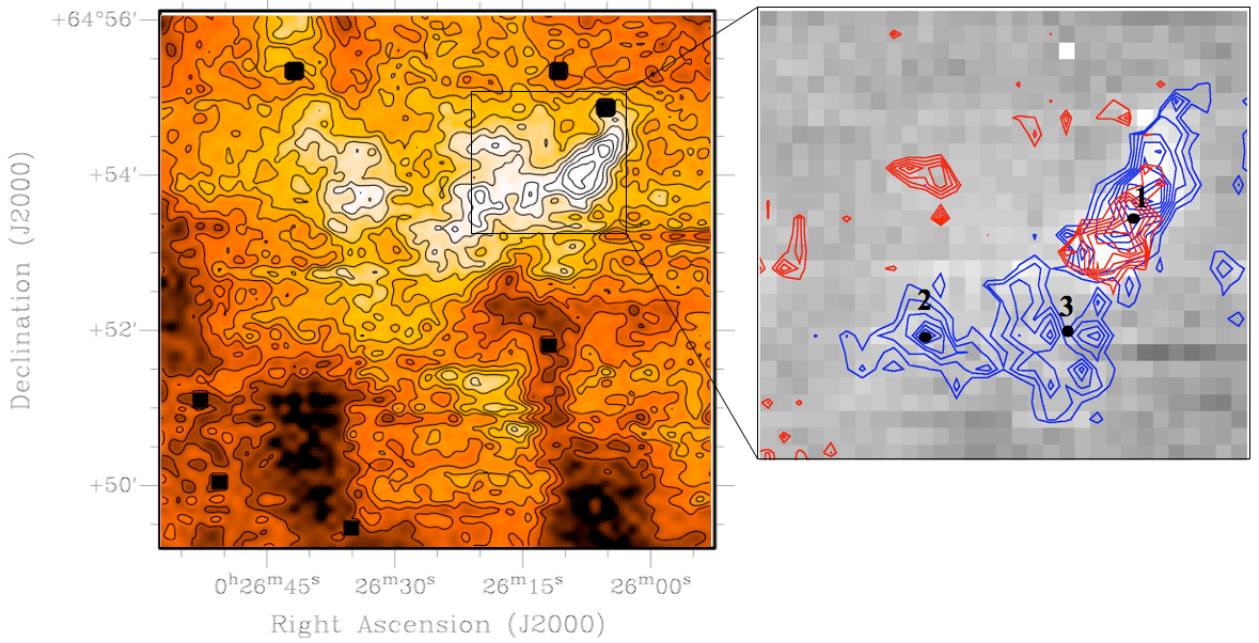 +64°56′
+54′
+52′
+50′
Declination (J2000)
0ʰ26ᵐ45ˢ 26ᵐ30ˢ 26ᵐ15ˢ 26ᵐ00ˢ
Right Ascension (J2000)
1
2
3